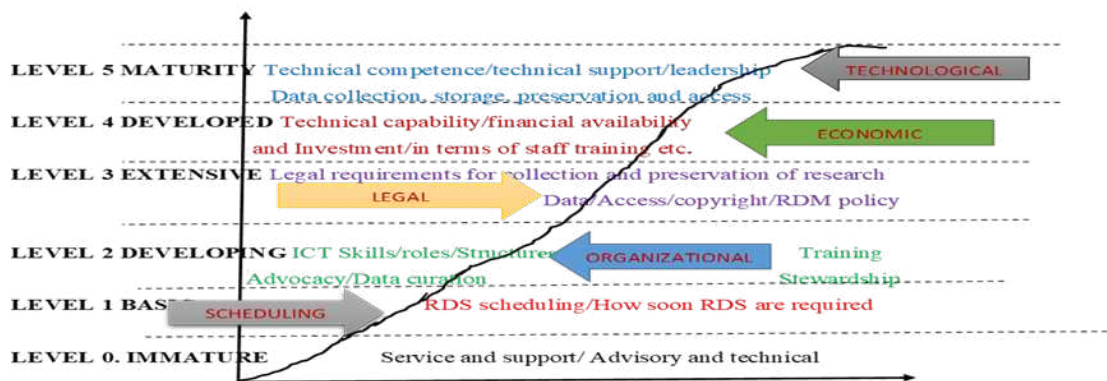 LEVEL 5 MATURITY Technical competence/technical support/leadership
TECHNOLOGICAL
Data collection, storage, preservation and access
LEVEL 4 DEVELOPED Technical capability/financial availability
ECONOMIC
and Investment/in terms of staff training etc.
LEVEL 3 EXTENSIVE Legal requirements for collection and preservation of research
LEGAL
Data/Access/copyright/RDM policy
LEVEL 2 DEVELOPING ICT Skills/roles/Structures
ORGANIZATIONAL
Training
Advocacy/Data curation
Stewardship
LEVEL 1 BASIC
RDS scheduling/How soon RDS are required
SCHEDULING
LEVEL 0. IMMATURE
Service and support/ Advisory and technical